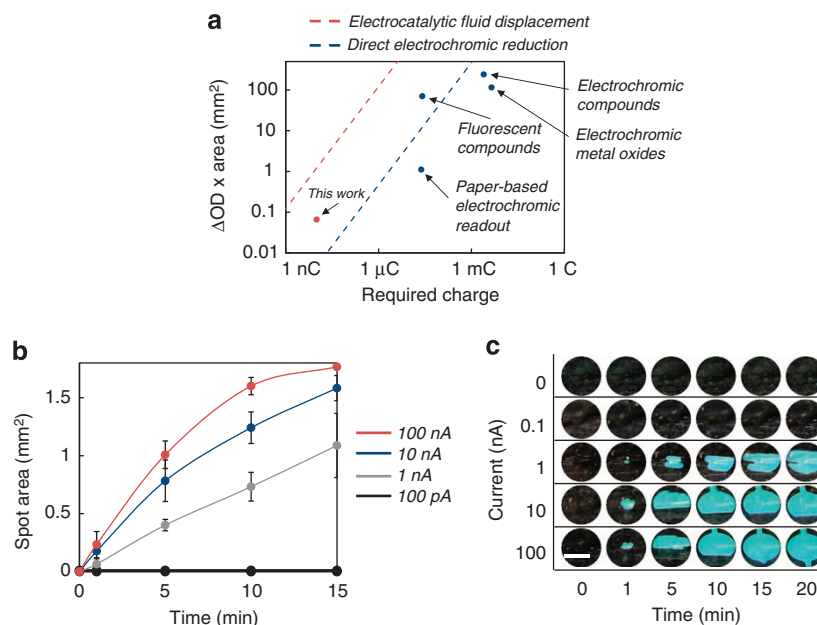 a
Electrocatalytic fluid displacement
Direct electrochromic reduction
ΔOD x area (mm²)
100
10
1
0.1
0.01
1 nC
1 μC
1 mC
1 C
Required charge
This work
Fluorescent
compounds
Paper-based
electrochromic
readout
Electrochromic
compounds
Electrochromic
metal oxides
b
Spot area (mm²)
1.5
1
0.5
0
0
5
10
15
Time (min)
100 nA
10 nA
1 nA
100 pA
c
Current (nA)
0
0.1
1
10
100
0
1
5
10
15
20
Time (min)